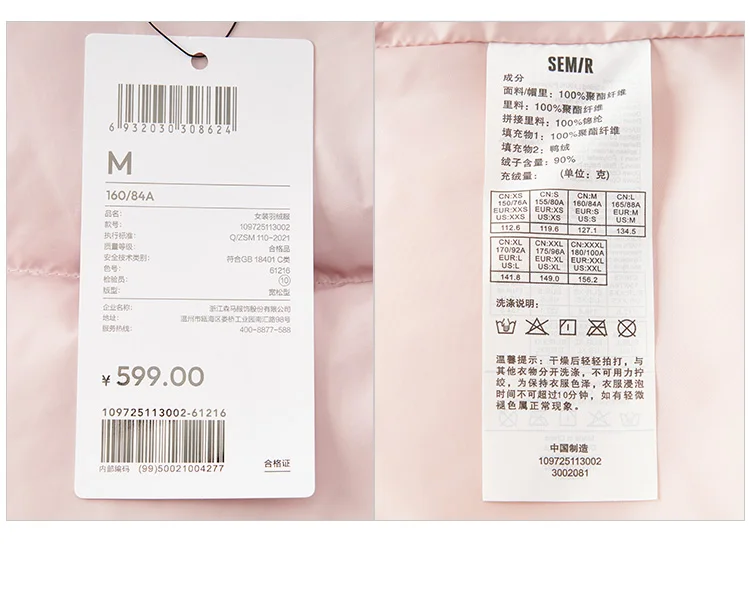 6 932030 308624
M
160/84A
品名: 女装羽绒服
款号: 109725113002
执行标准: Q/ZSM 110-2021
质量等级: 合格品
安全技术类别: 符合GB 18401 C类
色号: 61216
检验员: 10
版型: 宽松型
企业名称: 浙江森马服饰股份有限公司
地址: 温州市瓯海区娄桥工业园南汇路98号
服务热线: 400-8877-588
¥ 599.00
109725113002-61216
内部编码 (99)50021004277
合格证
SEM/R
成分
面料/帽里: 100%聚酯纤维
里料: 100%聚酯纤维
拼接里料: 100%锦纶
填充物1: 100%聚酯纤维
填充物2: 鸭绒
绒子含量: 90%
充绒量: (单位: 克)
CN:XS CN:S CN:M CN:L
150/76A 155/80A 160/84A 165/88A
EUR:XXS EUR:XS EUR:S EUR:M
US:XXS US:XS US:S US:M
112.6 119.6 127.1 134.5
CN:XL CN:XXL CN:XXXL
170/92A 175/96A 180/100A
EUR:L EUR:XL EUR:XXL
US:L US:XL US:XXL
141.8 149.0 156.2
洗涤说明:
温馨提示: 干燥后轻轻拍打, 与
其他衣物分开洗涤, 不可用力拧
绞, 为保持衣服色泽, 衣服浸泡
时间不可超过10分钟, 如有轻微
褪色属正常现象。
中国制造
109725113002
3002081